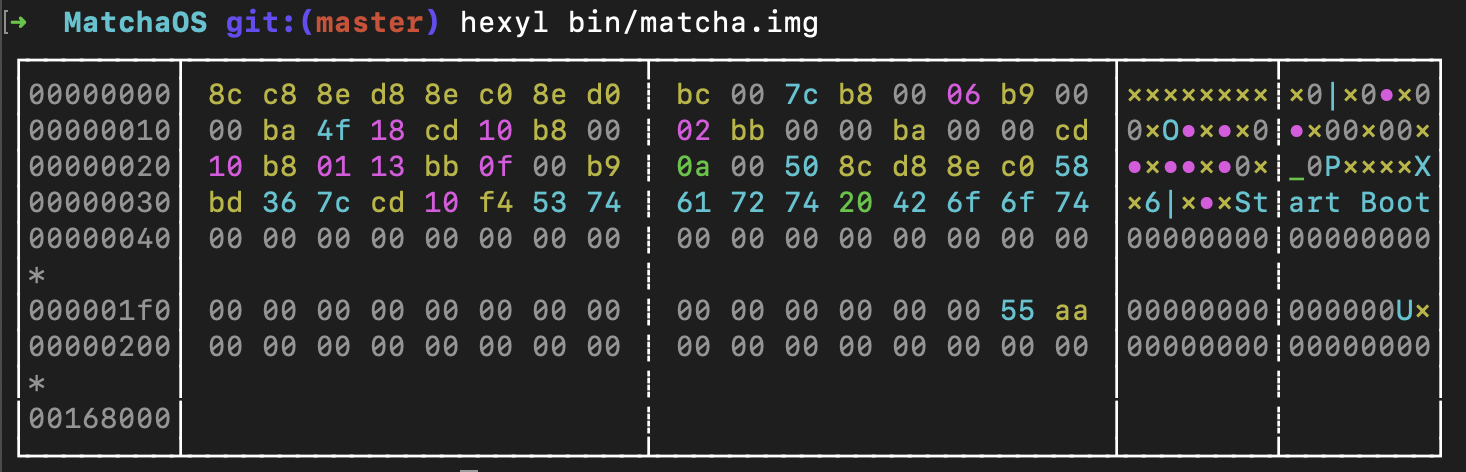 [➜ MatchaOS git:(master) hexyl bin/matcha.img
00000000 8c c8 8e d8 8e c0 8e d0 bc 00 7c b8 00 06 b9 00 ×××××××× ×0|×0•×0
00000010 00 ba 4f 18 cd 10 b8 00 02 bb 00 00 ba 00 00 cd 0×O•×•×0 •×00×00×
00000020 10 b8 01 13 bb 0f 00 b9 0a 00 50 8c d8 8e c0 58 •×••×•0× _0P××××X
00000030 bd 36 7c cd 10 f4 53 74 61 72 74 20 42 6f 6f 74 ×6|×•×St art Boot
00000040 00 00 00 00 00 00 00 00 00 00 00 00 00 00 00 00 00000000 00000000
*
000001f0 00 00 00 00 00 00 00 00 00 00 00 00 00 00 55 aa 00000000 000000U×
00000200 00 00 00 00 00 00 00 00 00 00 00 00 00 00 00 00 00000000 00000000
*
00168000